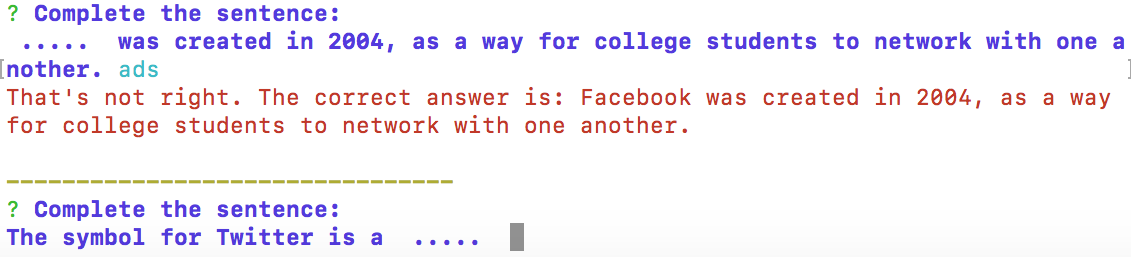 ? Complete the sentence:
..... was created in 2004, as a way for college students to network with one a
nother. ads
That's not right. The correct answer is: Facebook was created in 2004, as a way
for college students to network with one another.
--------------------------------
? Complete the sentence:
The symbol for Twitter is a .....